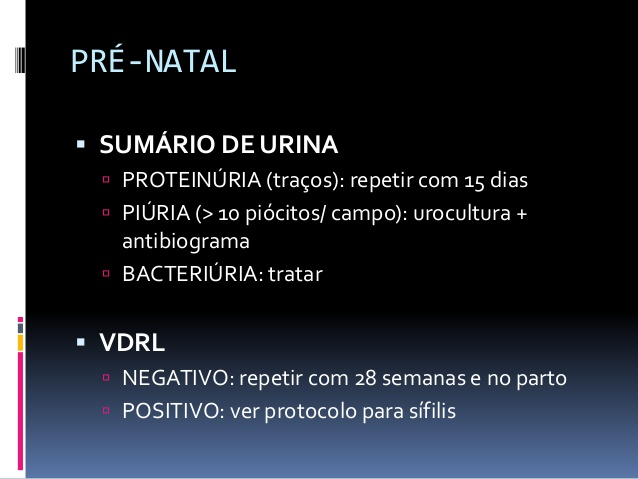 PRÉ-NATAL
SUMÁRIO DE URINA
PROTEINÚRIA (traços): repetir com 15 dias
PIÚRIA (> 10 piócitos/ campo): urocultura +
antibiograma
BACTERIÚRIA: tratar
VDRL
NEGATIVO: repetir com 28 semanas e no parto
POSITIVO: ver protocolo para sífilis